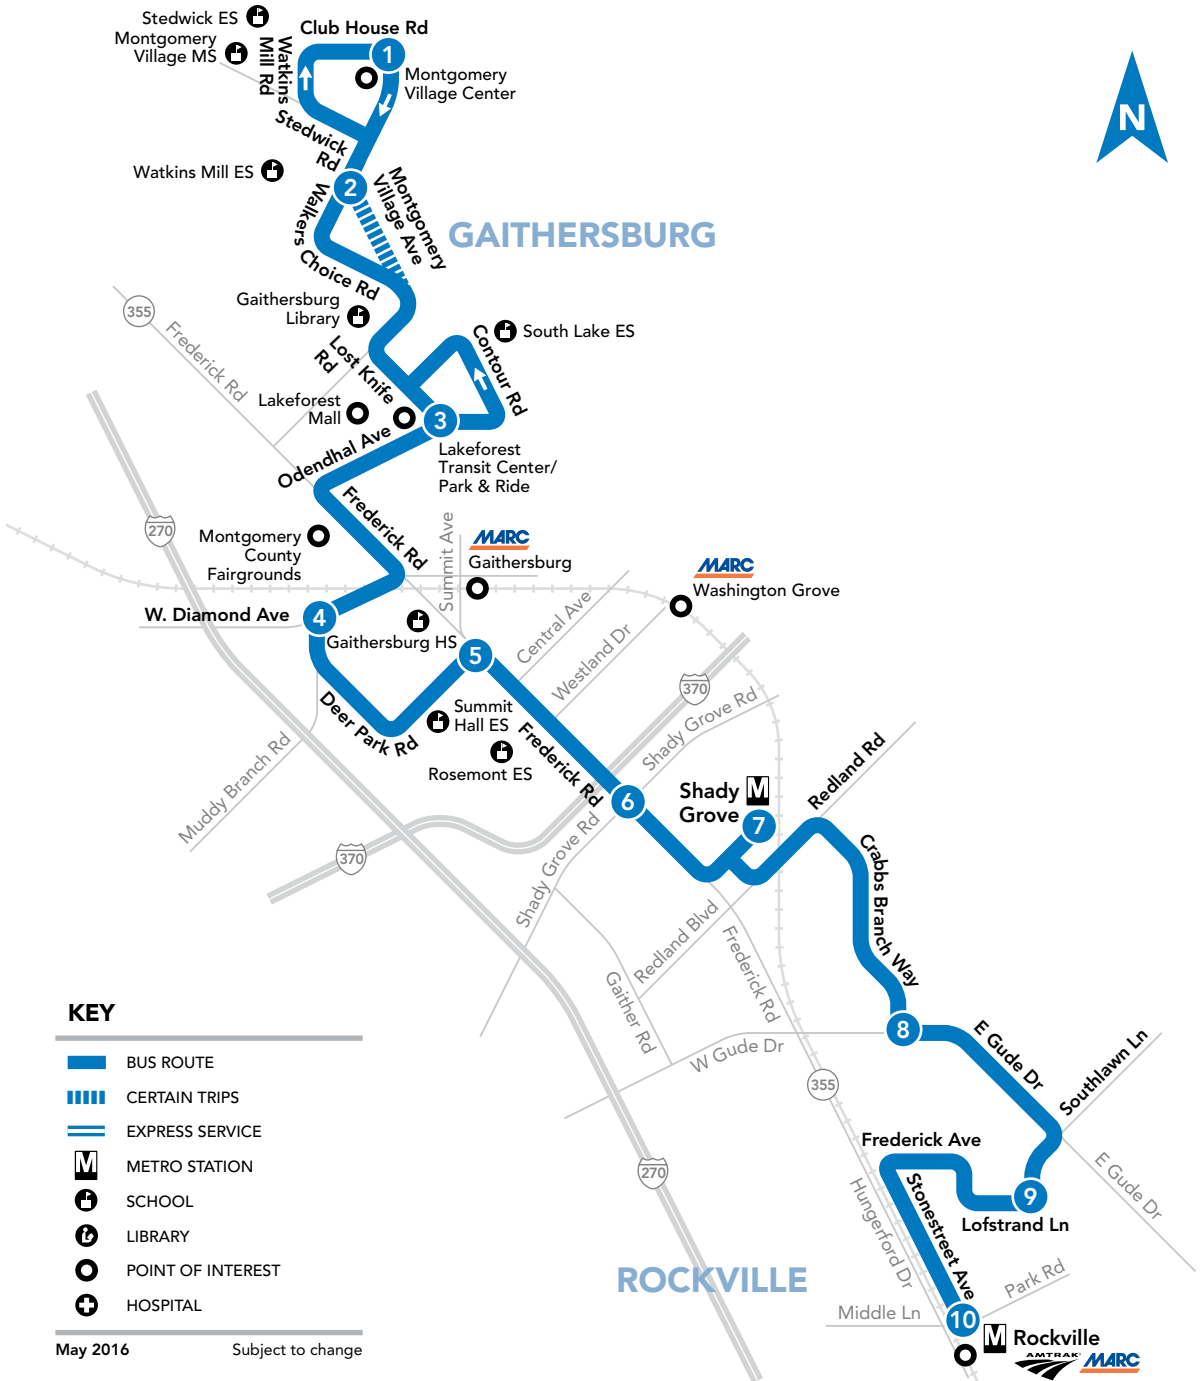 Stedwick ES
Montgomery
Village MS
Watkins
Mill Rd
Club House Rd
1
Montgomery
Village Center
N
Stedwick
Rd
Watkins Mill ES
2
Montgomery
Village Ave
Walkers
Choice Rd
GAITHERSBURG
Gaithersburg
Library
355
Frederick Rd
Lost Knife
Rd
South Lake ES
Contour Rd
Lakeforest
Mall
3
Odendhal Ave
Lakeforest
Transit Center/
Park & Ride
270
Frederick Rd
Montgomery
County
Fairgrounds
Summit Ave
MARC
Gaithersburg
MARC
Washington Grove
W. Diamond Ave
4
Gaithersburg HS
5
Central Ave
Westland Dr
370
Shady Grove Rd
Deer Park Rd
Summit
Hall ES
Rosemont ES
Frederick Rd
Muddy Branch Rd
6
Shady
Grove
M
7
Redland Rd
370
Shady Grove Rd
Crabbs Branch Way
Redland Blvd
Frederick Rd
Gaither Rd
W Gude Dr
8
E Gude Dr
Southlawn Ln
355
Frederick Ave
E Gude Dr
270
Hungerford Dr
Stonestreet Ave
9
Lofstrand Ln
ROCKVILLE
Park Rd
Middle Ln
10
M
Rockville
AMTRAK
MARC
KEY
BUS ROUTE
CERTAIN TRIPS
EXPRESS SERVICE
M
METRO STATION
SCHOOL
LIBRARY
POINT OF INTEREST
HOSPITAL
May 2016
Subject to change